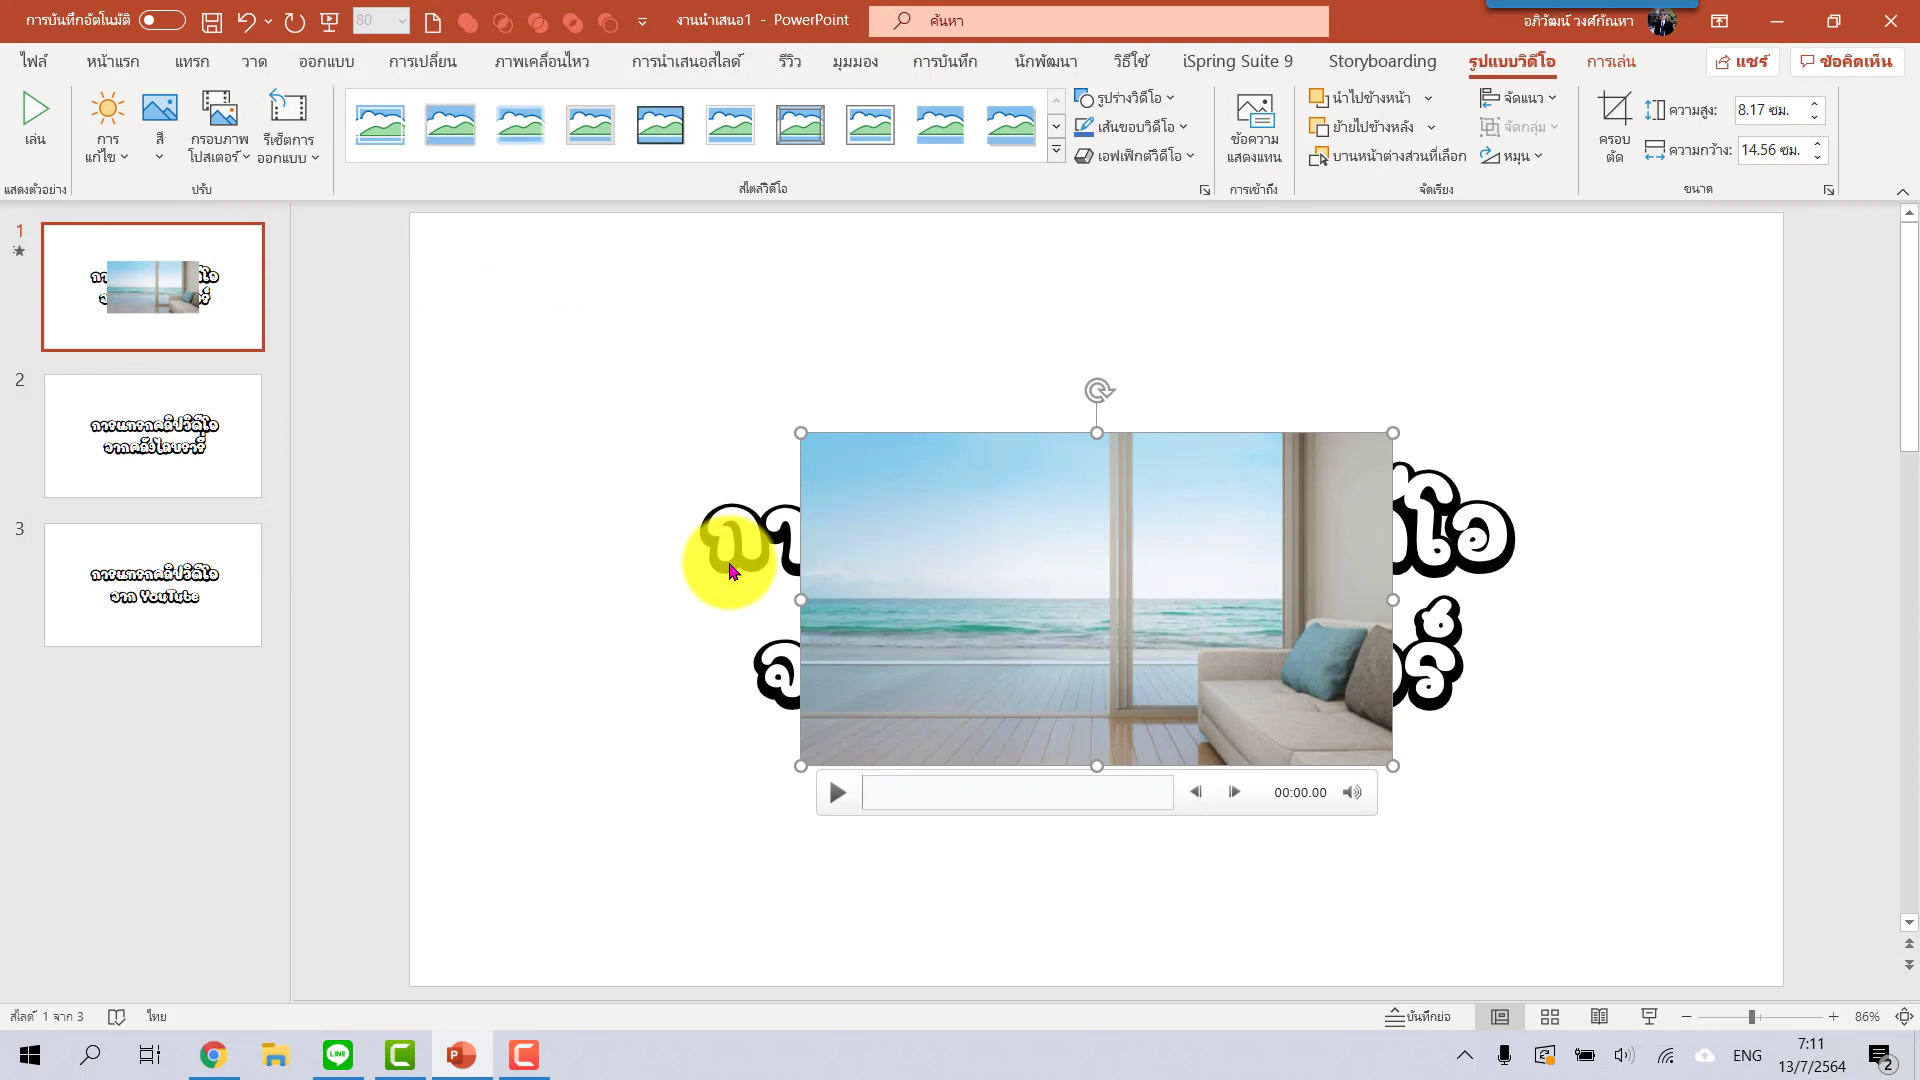 การบันทึกอัตโนมัติ
80
งานนำเสนอ1 - PowerPoint
ค้นหา
อภิวัฒน์ วงศ์กัณหา
ไฟล์ หน้าแรก แทรก วาด ออกแบบ การเปลี่ยน ภาพเคลื่อนไหว การนำเสนอสไลด์ รีวิว มุมมอง การบันทึก นักพัฒนา วิธีใช้ iSpring Suite 9 Storyboarding รูปแบบวิดีโอ การเล่น แชร์ ข้อคิดเห็น
เล่น
การแก้ไข
สี
กรอบภาพโปสเตอร์
รีเซ็ตการออกแบบ
รูปร่างวิดีโอ
เส้นขอบวิดีโอ
เอฟเฟ็กต์วิดีโอ
ข้อความแสดงแทน
นำไปข้างหน้า
ย้ายไปข้างหลัง
บานหน้าต่างส่วนที่เลือก
จัดแนว
จัดกลุ่ม
หมุน
ครอบตัด
ความสูง: 8.17 ซม.
ความกว้าง: 14.56 ซม.
แสดงตัวอย่าง ปรับ สไตล์วิดีโอ การเข้าถึง จัดเรียง ขนาด
1
2
การแทรกคลิปวิดีโอ
จากคลังไลบรารี่
3
การแทรกคลิปวิดีโอ
จาก YouTube
00:00.00
สไลด์ 1 จาก 3 ไทย บันทึกย่อ 86%
ENG
7:11
13/7/2564
2